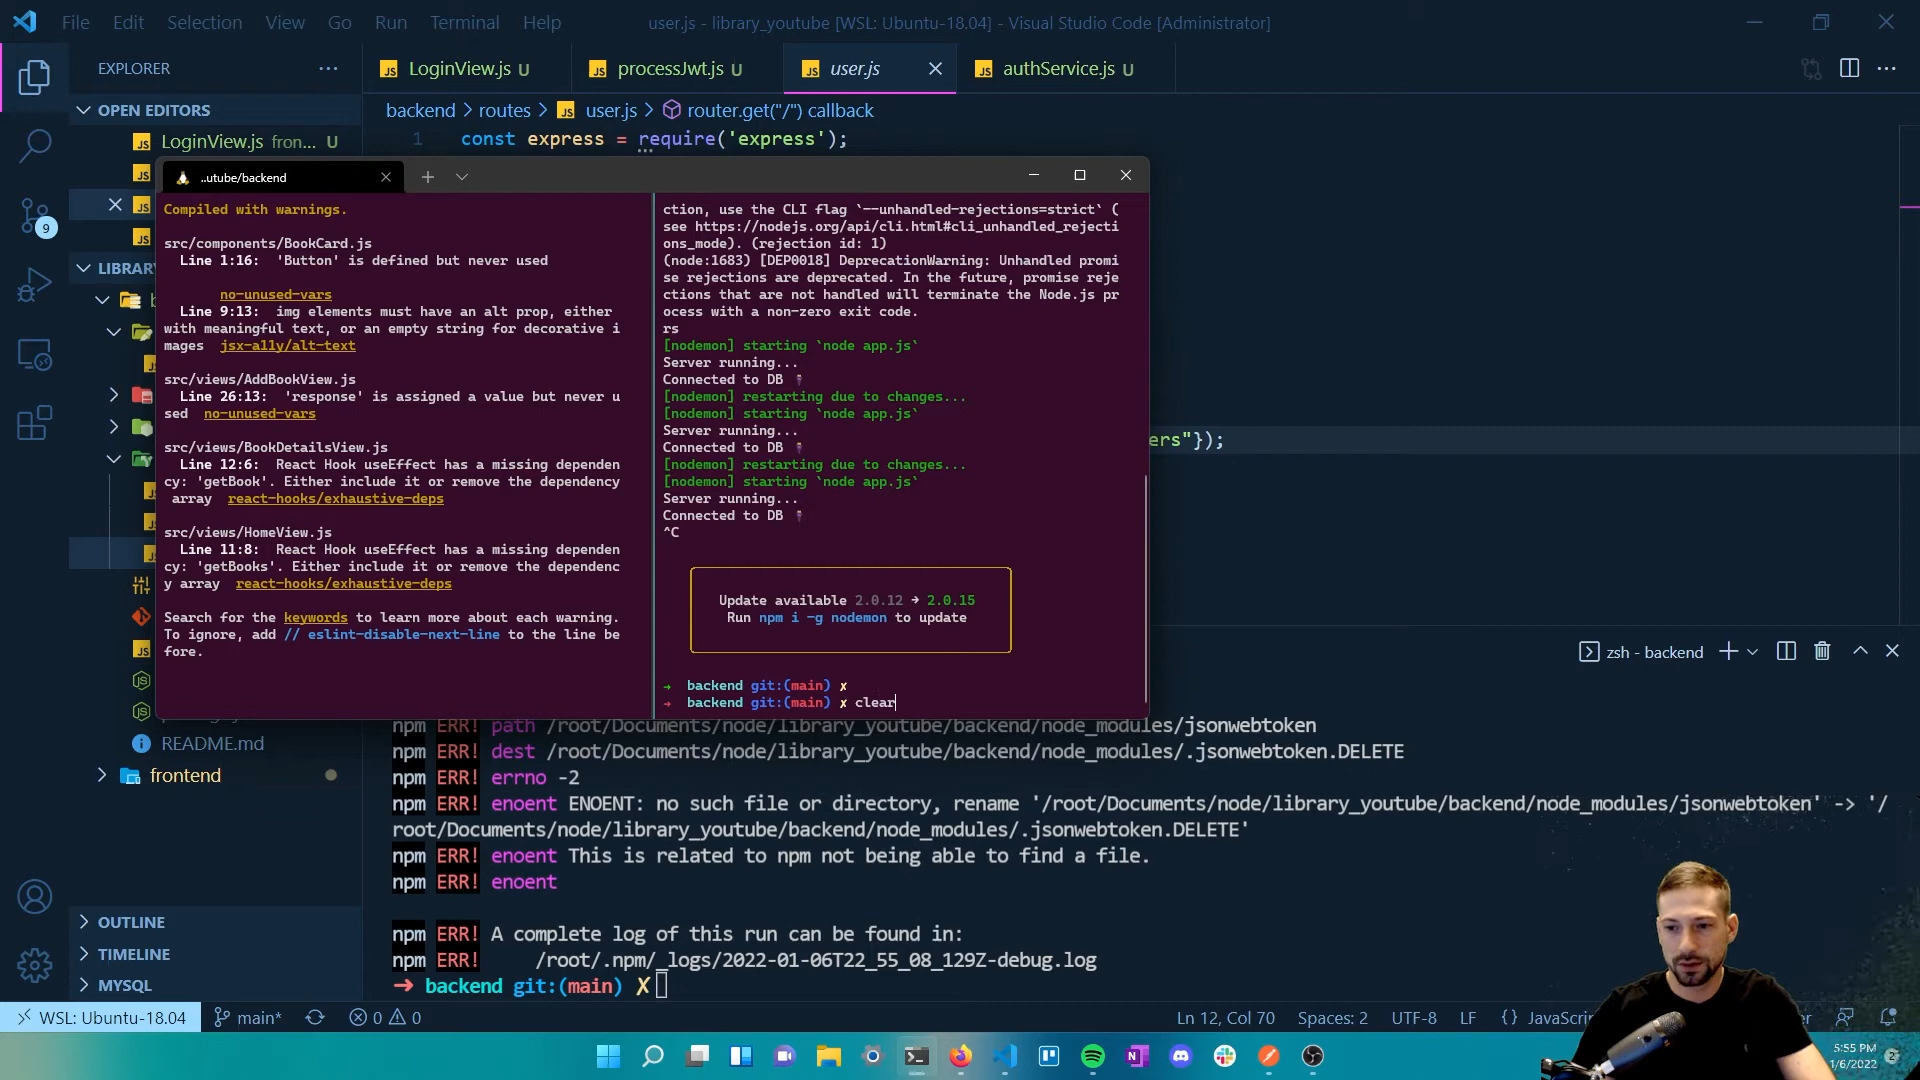 File Edit Selection View Go Run Terminal Help
user.js - library_youtube [WSL: Ubuntu-18.04] - Visual Studio Code [Administrator]
EXPLORER
LoginView.js U
processJwt.js U
user.js
authService.js U
OPEN EDITORS
backend > routes > user.js > router.get("/") callback
LoginView.js fron... U
1 const express = require('express');
..utube/backend
9
LIBRARY
Compiled with warnings.
src/components/BookCard.js
Line 1:16: 'Button' is defined but never used
no-unused-vars
Line 9:13: img elements must have an alt prop, either
with meaningful text, or an empty string for decorative i
mages jsx-a11y/alt-text
src/views/AddBookView.js
Line 26:13: 'response' is assigned a value but never u
sed no-unused-vars
src/views/BookDetailsView.js
Line 12:6: React Hook useEffect has a missing dependen
cy: 'getBook'. Either include it or remove the dependency
array react-hooks/exhaustive-deps
src/views/HomeView.js
Line 11:8: React Hook useEffect has a missing dependen
cy: 'getBooks'. Either include it or remove the dependenc
y array react-hooks/exhaustive-deps
Search for the keywords to learn more about each warning.
To ignore, add // eslint-disable-next-line to the line be
fore.
ction, use the CLI flag `--unhandled-rejections=strict` (
see https://nodejs.org/api/cli.html#cli_unhandled_rejecti
ons_mode). (rejection id: 1)
(node:1683) [DEP0018] DeprecationWarning: Unhandled promi
se rejections are deprecated. In the future, promise reje
ctions that are not handled will terminate the Node.js pr
ocess with a non-zero exit code.
rs
[nodemon] starting `node app.js`
Server running...
Connected to DB
[nodemon] restarting due to changes...
[nodemon] starting `node app.js`
Server running...
Connected to DB
[nodemon] restarting due to changes...
[nodemon] starting `node app.js`
Server running...
Connected to DB
^C
Update available 2.0.12 → 2.0.15
Run npm i -g nodemon to update
→ backend git:(main) ✗
→ backend git:(main) ✗ clear
ers"});
zsh - backend
README.md
frontend
npm ERR! path /root/Documents/node/library_youtube/backend/node_modules/jsonwebtoken
npm ERR! dest /root/Documents/node/library_youtube/backend/node_modules/.jsonwebtoken.DELETE
npm ERR! errno -2
npm ERR! enoent ENOENT: no such file or directory, rename '/root/Documents/node/library_youtube/backend/node_modules/jsonwebtoken' -> '/
root/Documents/node/library_youtube/backend/node_modules/.jsonwebtoken.DELETE'
npm ERR! enoent This is related to npm not being able to find a file.
npm ERR! enoent
npm ERR! A complete log of this run can be found in:
npm ERR! /root/.npm/_logs/2022-01-06T22_55_08_129Z-debug.log
→ backend git:(main) ✗
OUTLINE
TIMELINE
MYSQL
WSL: Ubuntu-18.04 main* 0 0
Ln 12, Col 70 Spaces: 2 UTF-8 LF {} JavaScri
5:55 PM
1/6/2022
2